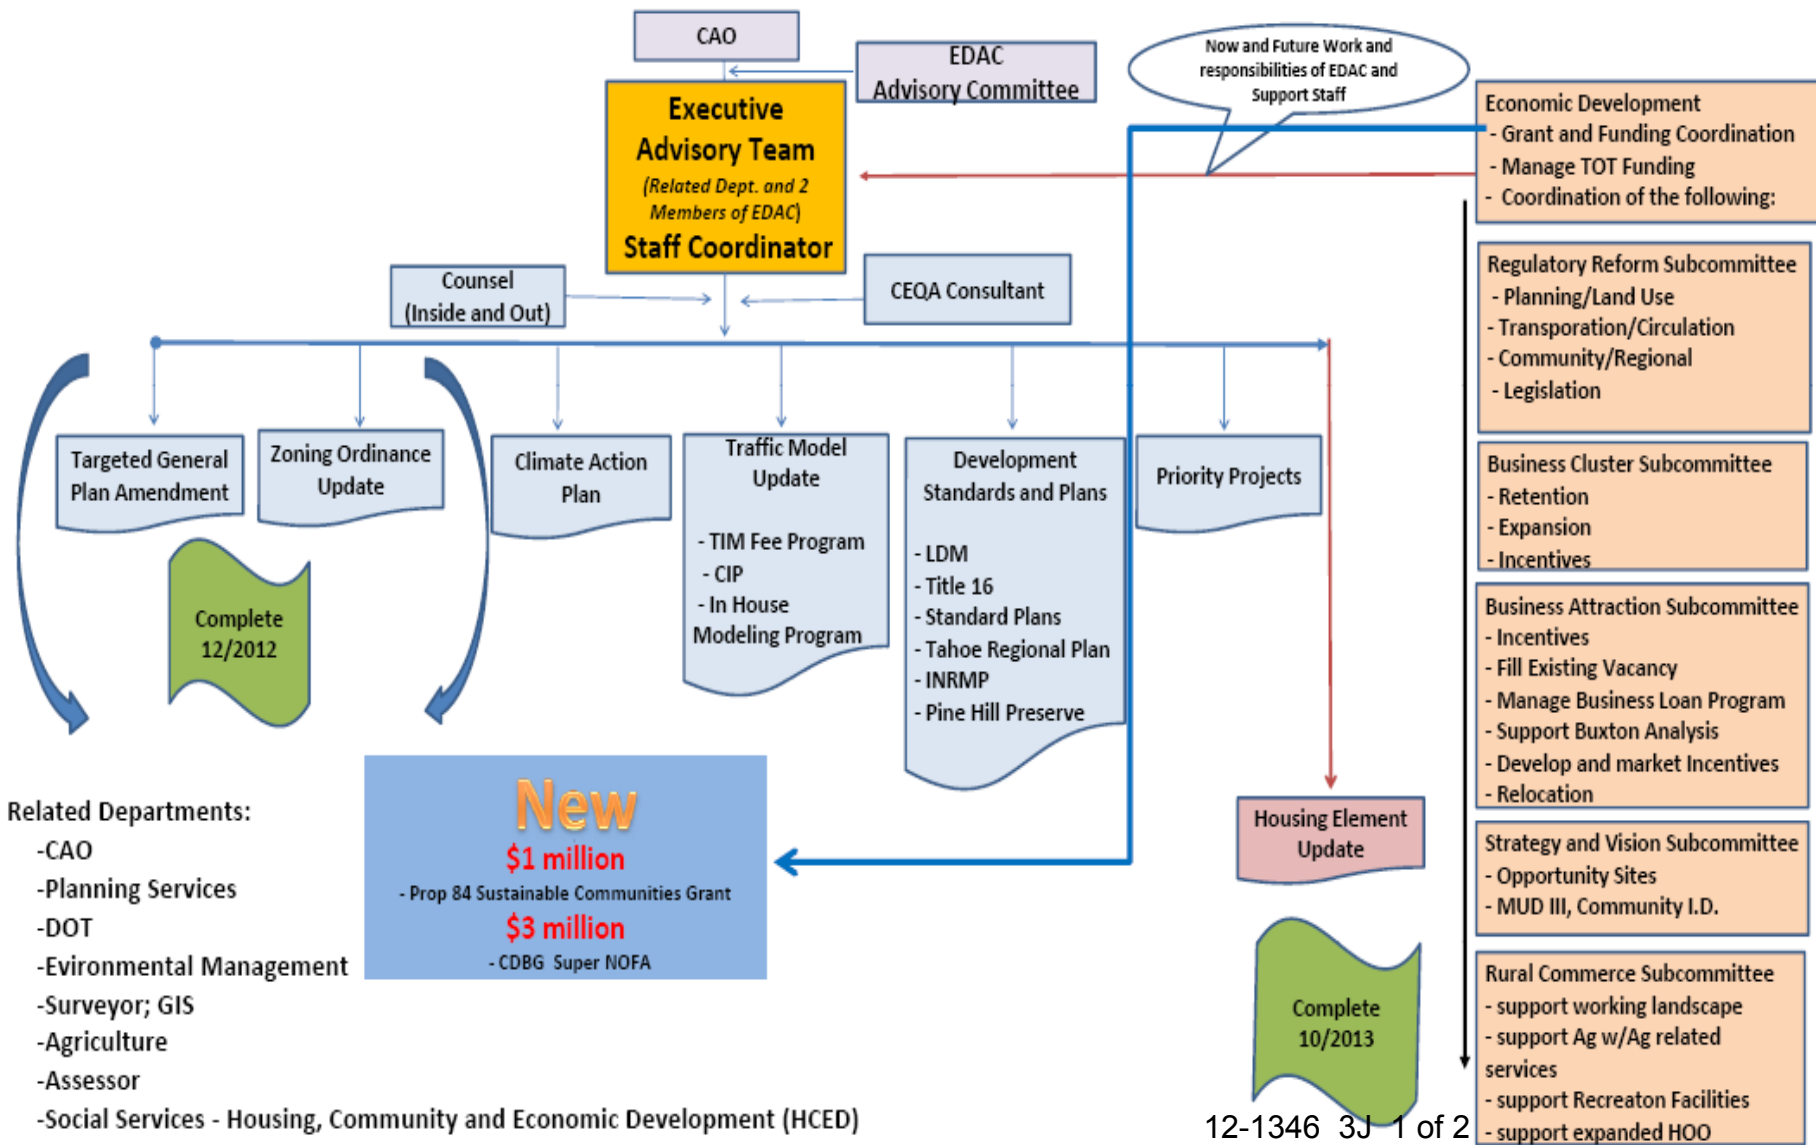 CAO
EDAC
Advisory Committee
Now and Future Work and
responsibilities of EDAC and
Support Staff
Executive
Advisory Team
(Related Dept. and 2
Members of EDAC)
Staff Coordinator
Counsel
(Inside and Out)
CEQA Consultant
Targeted General
Plan Amendment
Zoning Ordinance
Update
Climate Action
Plan
Traffic Model
Update
- TIM Fee Program
- CIP
- In House
Modeling Program
Development
Standards and Plans
- LDM
- Title 16
- Standard Plans
- Tahoe Regional Plan
- INRMP
- Pine Hill Preserve
Priority Projects
Complete
12/2012
New
$1 million
- Prop 84 Sustainable Communities Grant
$3 million
- CDBG Super NOFA
Housing Element
Update
Complete
10/2013
Related Departments:
-CAO
-Planning Services
-DOT
-Evironmental Management
-Surveyor; GIS
-Agriculture
-Assessor
-Social Services - Housing, Community and Economic Development (HCED)
Economic Development
- Grant and Funding Coordination
- Manage TOT Funding
- Coordination of the following:
Regulatory Reform Subcommittee
- Planning/Land Use
- Transporation/Circulation
- Community/Regional
- Legislation
Business Cluster Subcommittee
- Retention
- Expansion
- Incentives
Business Attraction Subcommittee
- Incentives
- Fill Existing Vacancy
- Manage Business Loan Program
- Support Buxton Analysis
- Develop and market Incentives
- Relocation
Strategy and Vision Subcommittee
- Opportunity Sites
- MUD III, Community I.D.
Rural Commerce Subcommittee
- support working landscape
- support Ag w/Ag related
services
- support Recreaton Facilities
- support expanded HOO
12-1346 3J 1 of 2